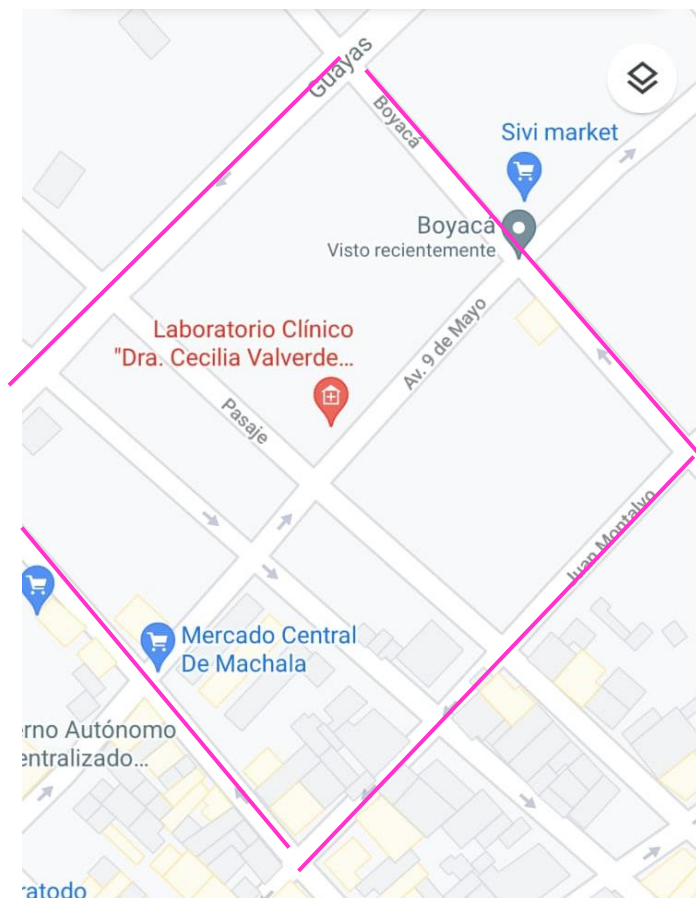 Guayas
Boyacá
Sivi market
Boyacá
Visto recientemente
Laboratorio Clínico
"Dra. Cecilia Valverde...
Av. 9 de Mayo
Pasaje
Juan Montalvo
Mercado Central
De Machala
erno Autónomo
entralizado...
ratodo